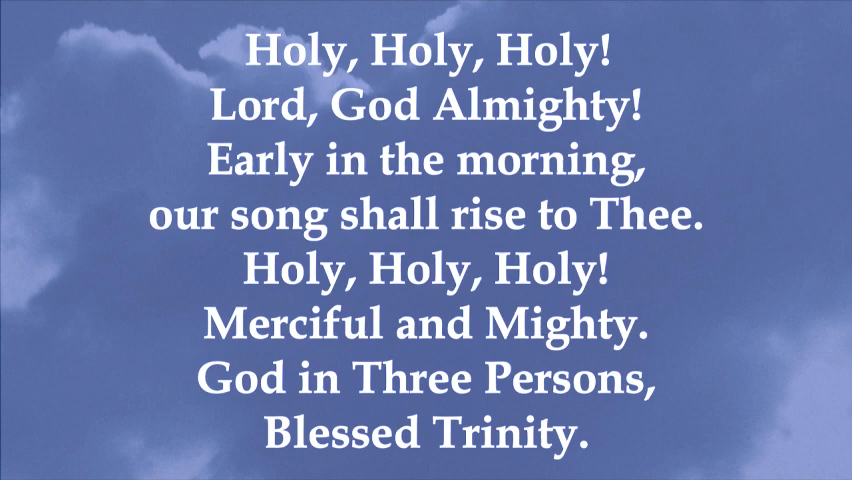 Holy, Holy, Holy!
Lord, God Almighty!
Early in the morning,
our song shall rise to Thee.
Holy, Holy, Holy!
Merciful and Mighty.
God in Three Persons,
Blessed Trinity.